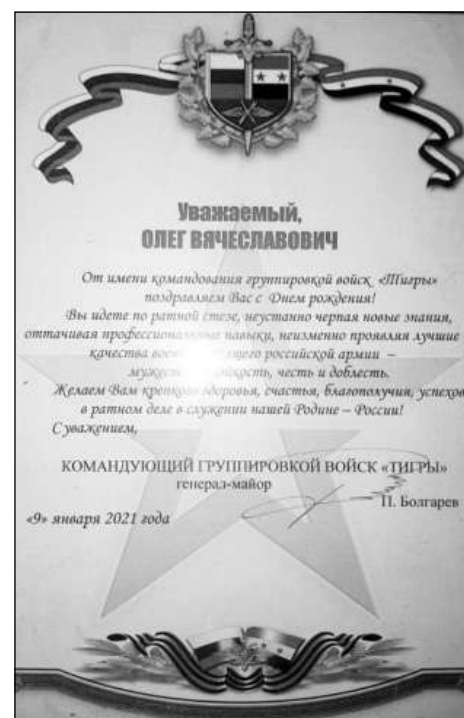 Уважаемый,
ОЛЕГ ВЯЧЕСЛАВОВИЧ
От имени командования группировкой войск «Тигры»
поздравляем Вас с Днем рождения!
Вы идете по ратной стезе, неустанно черпая новые знания,
оттачивая профессиональные навыки, неизменно проявляя лучшие
качества российской армии –
честь и доблесть.
Желаем Вам крепкого здоровья, счастья, благополучия, успехов
в ратном деле в служении нашей Родине – России!
С уважением,
КОМАНДУЮЩИЙ ГРУППИРОВКОЙ ВОЙСК «ТИГРЫ»
генерал-майор
П. Болгарев
«9» января 2021 года